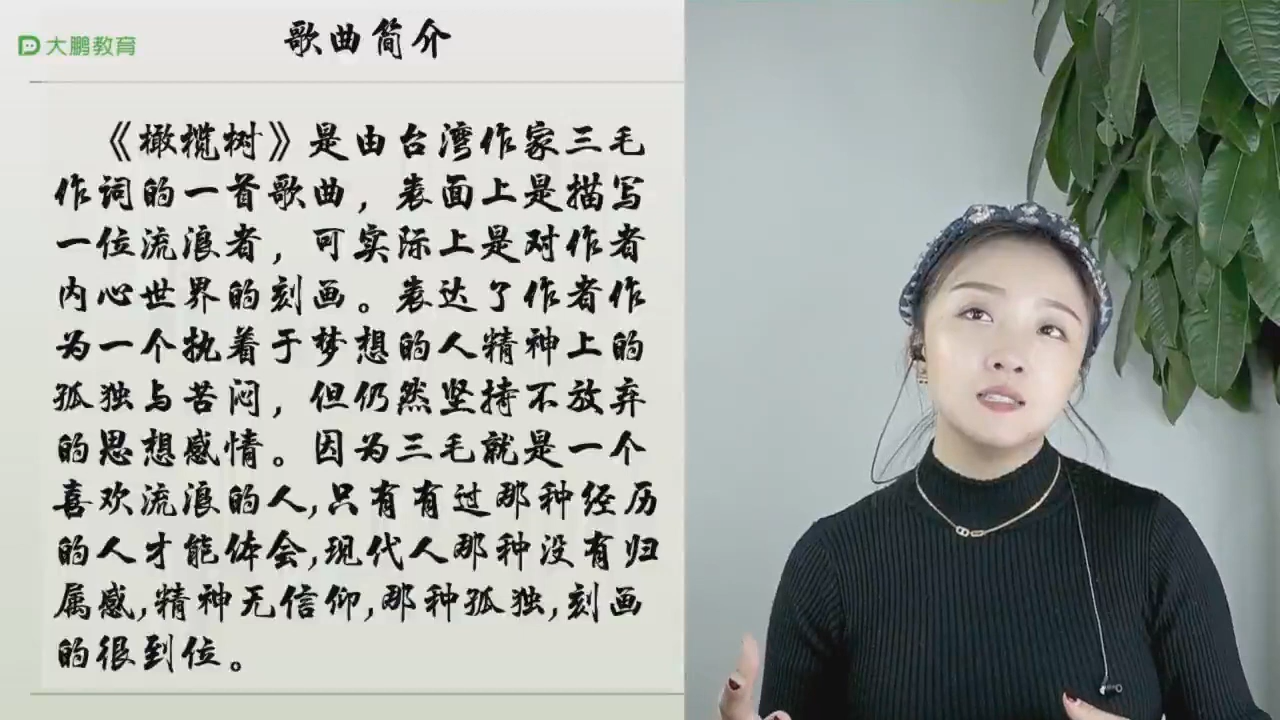 大鹏教育
歌曲简介
《橄榄树》是由台湾作家三毛
作词的一首歌曲，表面上是描写
一位流浪者，可实际上是对作者
内心世界的刻画。表达了作者作
为一个执着于梦想的人精神上的
孤独与苦闷，但仍然坚持不放弃
的思想感情。因为三毛就是一个
喜欢流浪的人,只有有过那种经历
的人才能体会,现代人那种没有归
属感,精神无信仰,那种孤独,刻画
的很到位。